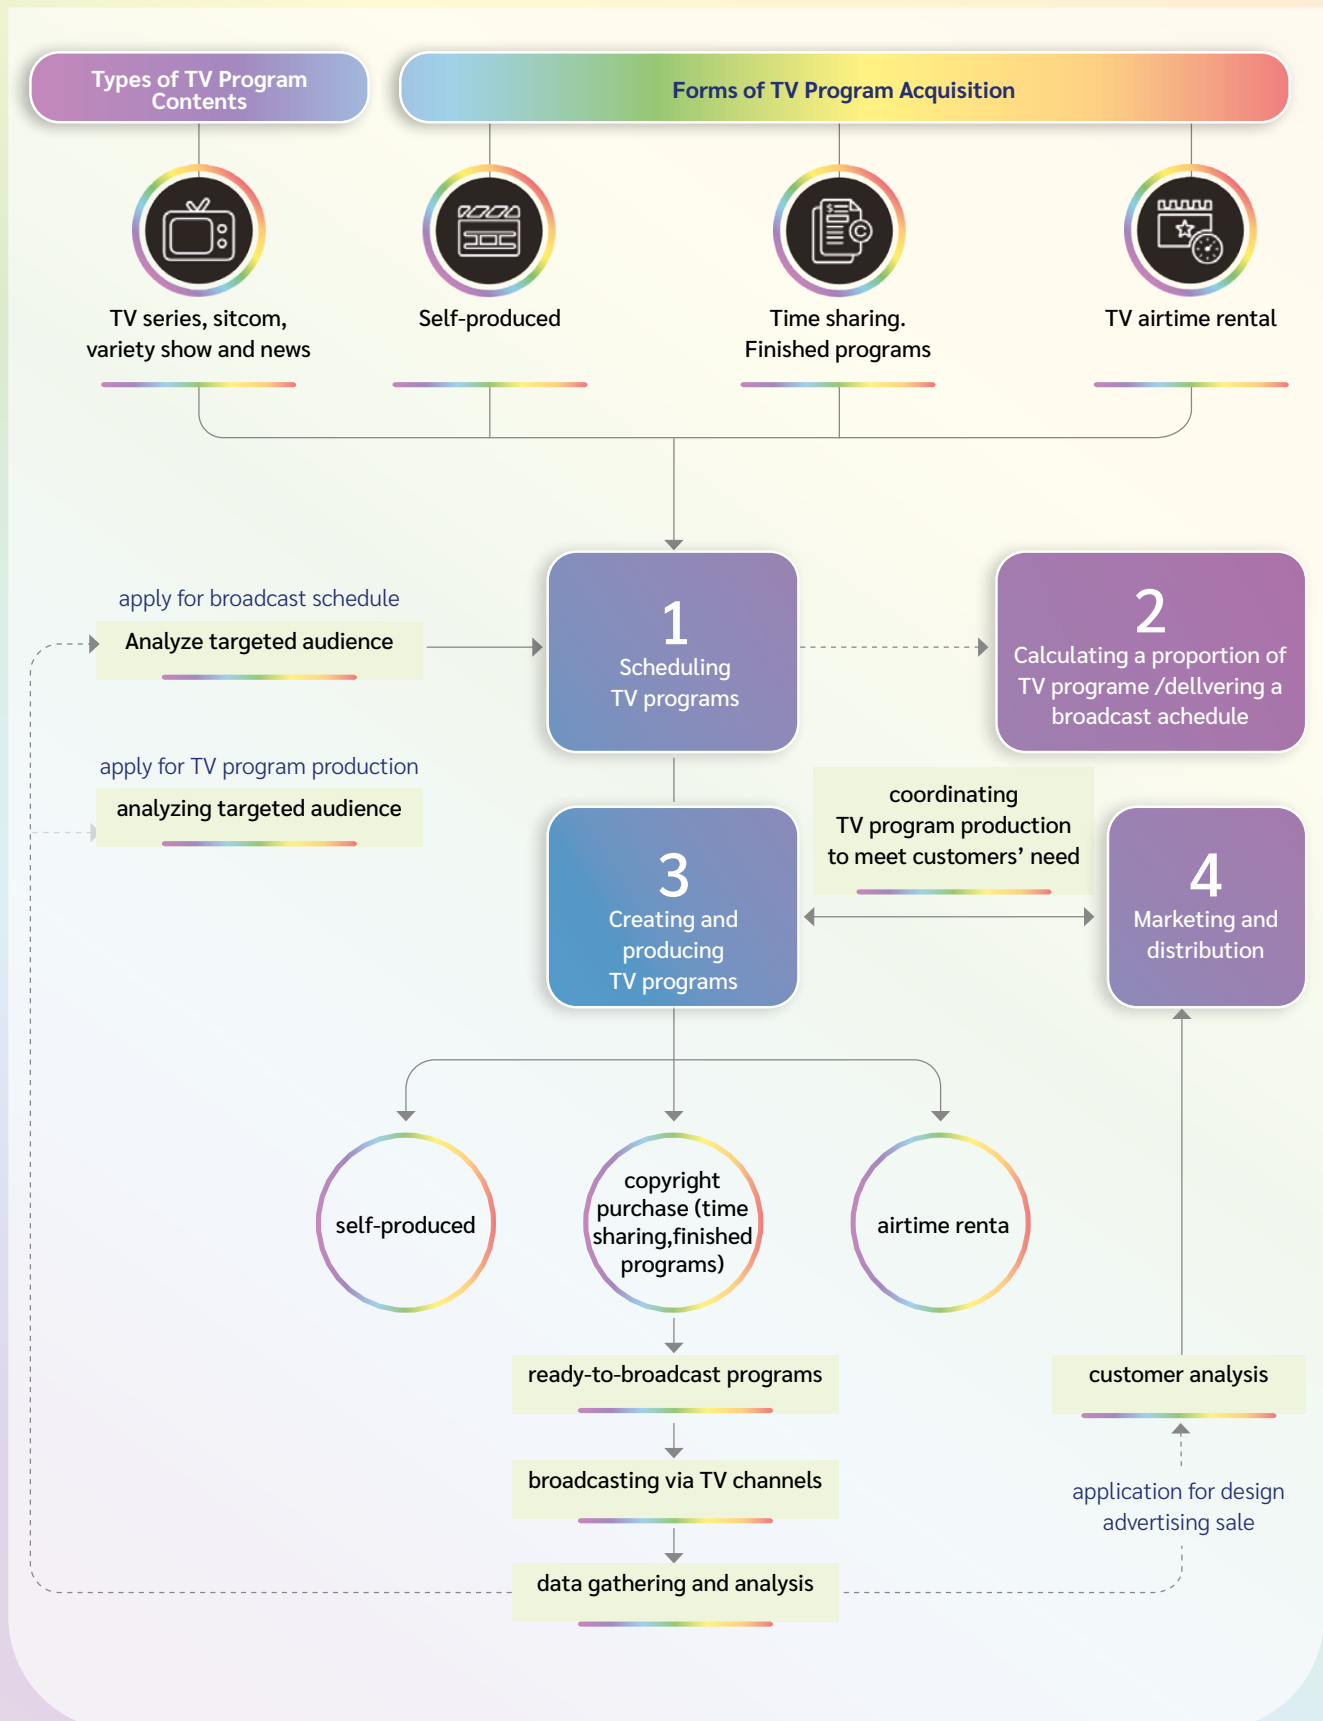 Types of TV Program
Contents
Forms of TV Program Acquisition
TV series, sitcom,
variety show and news
Self-produced
Time sharing.
Finished programs
TV airtime rental
apply for broadcast schedule
Analyze targeted audience
1
Scheduling
TV programs
2
Calculating a proportion of
TV programe /dellvering a
broadcast achedule
apply for TV program production
analyzing targeted audience
3
Creating and
producing
TV programs
coordinating
TV program production
to meet customers’ need
4
Marketing and
distribution
self-produced
copyright
purchase (time
sharing,finished
programs)
airtime renta
ready-to-broadcast programs
customer analysis
broadcasting via TV channels
application for design
advertising sale
data gathering and analysis